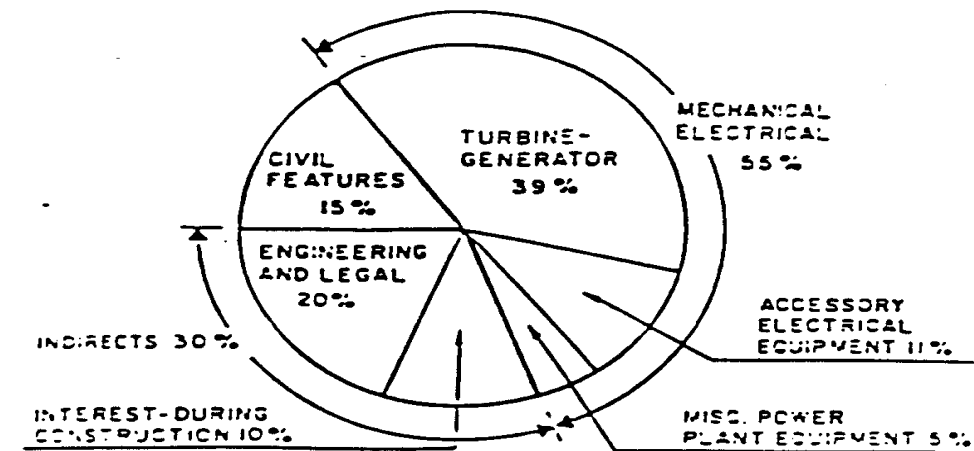 MECHANICAL
ELECTRICAL
55%
TURBINE-
GENERATOR
39%
CIVIL
FEATURES
15%
ENGINEERING
AND LEGAL
20%
ACCESSORY
ELECTRICAL
EQUIPMENT 11%
INDIRECTS 30%
INTEREST-DURING
CONSTRUCTION 10%
MISC. POWER
PLANT EQUIPMENT 5%